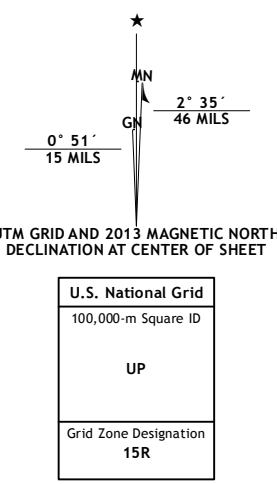 ★
MN
GN
2° 35´
46 MILS
0° 51´
15 MILS
UTM GRID AND 2013 MAGNETIC NORTH
DECLINATION AT CENTER OF SHEET
U.S. National Grid
100,000-m Square ID
UP
Grid Zone Designation
15R